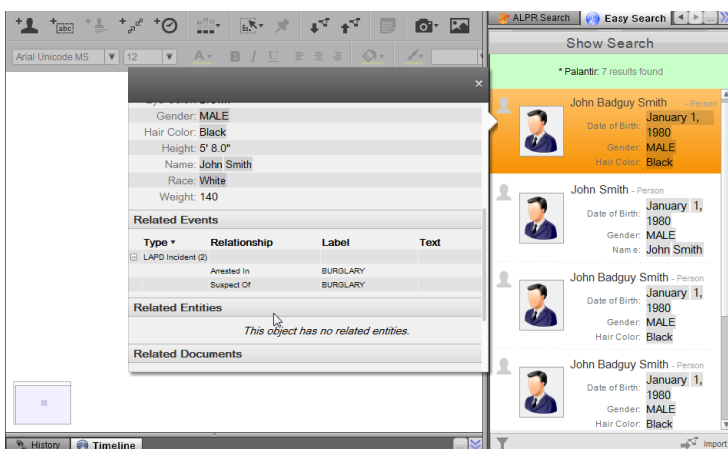 ALPR Search Easy Search
Arial Unicode MS 12 A B I U
Show Search
* Palantir: 7 results found
Gender: MALE
Hair Color: Black
Height: 5' 8.0"
Name: John Smith
Race: White
Weight: 140
Related Events
Type Relationship Label Text
LAPD Incident (2)
Arrested In BURGLARY
Suspect Of BURGLARY
Related Entities
This object has no related entities.
Related Documents
John Badguy Smith - Person
Date of Birth: January 1,
1980
Gender: MALE
Hair Color: Black
John Smith - Person
Date of Birth: January 1,
1980
Gender: MALE
Name: John Smith
John Badguy Smith - Person
Date of Birth: January 1,
1980
Gender: MALE
Hair Color: Black
John Badguy Smith - Person
Date of Birth: January 1,
1980
Gender: MALE
Hair Color: Black
History Timeline
Import